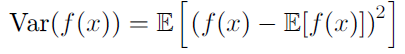 Var(f(x)) = 𝔼[(f(x) − 𝔼[f(x)])²]